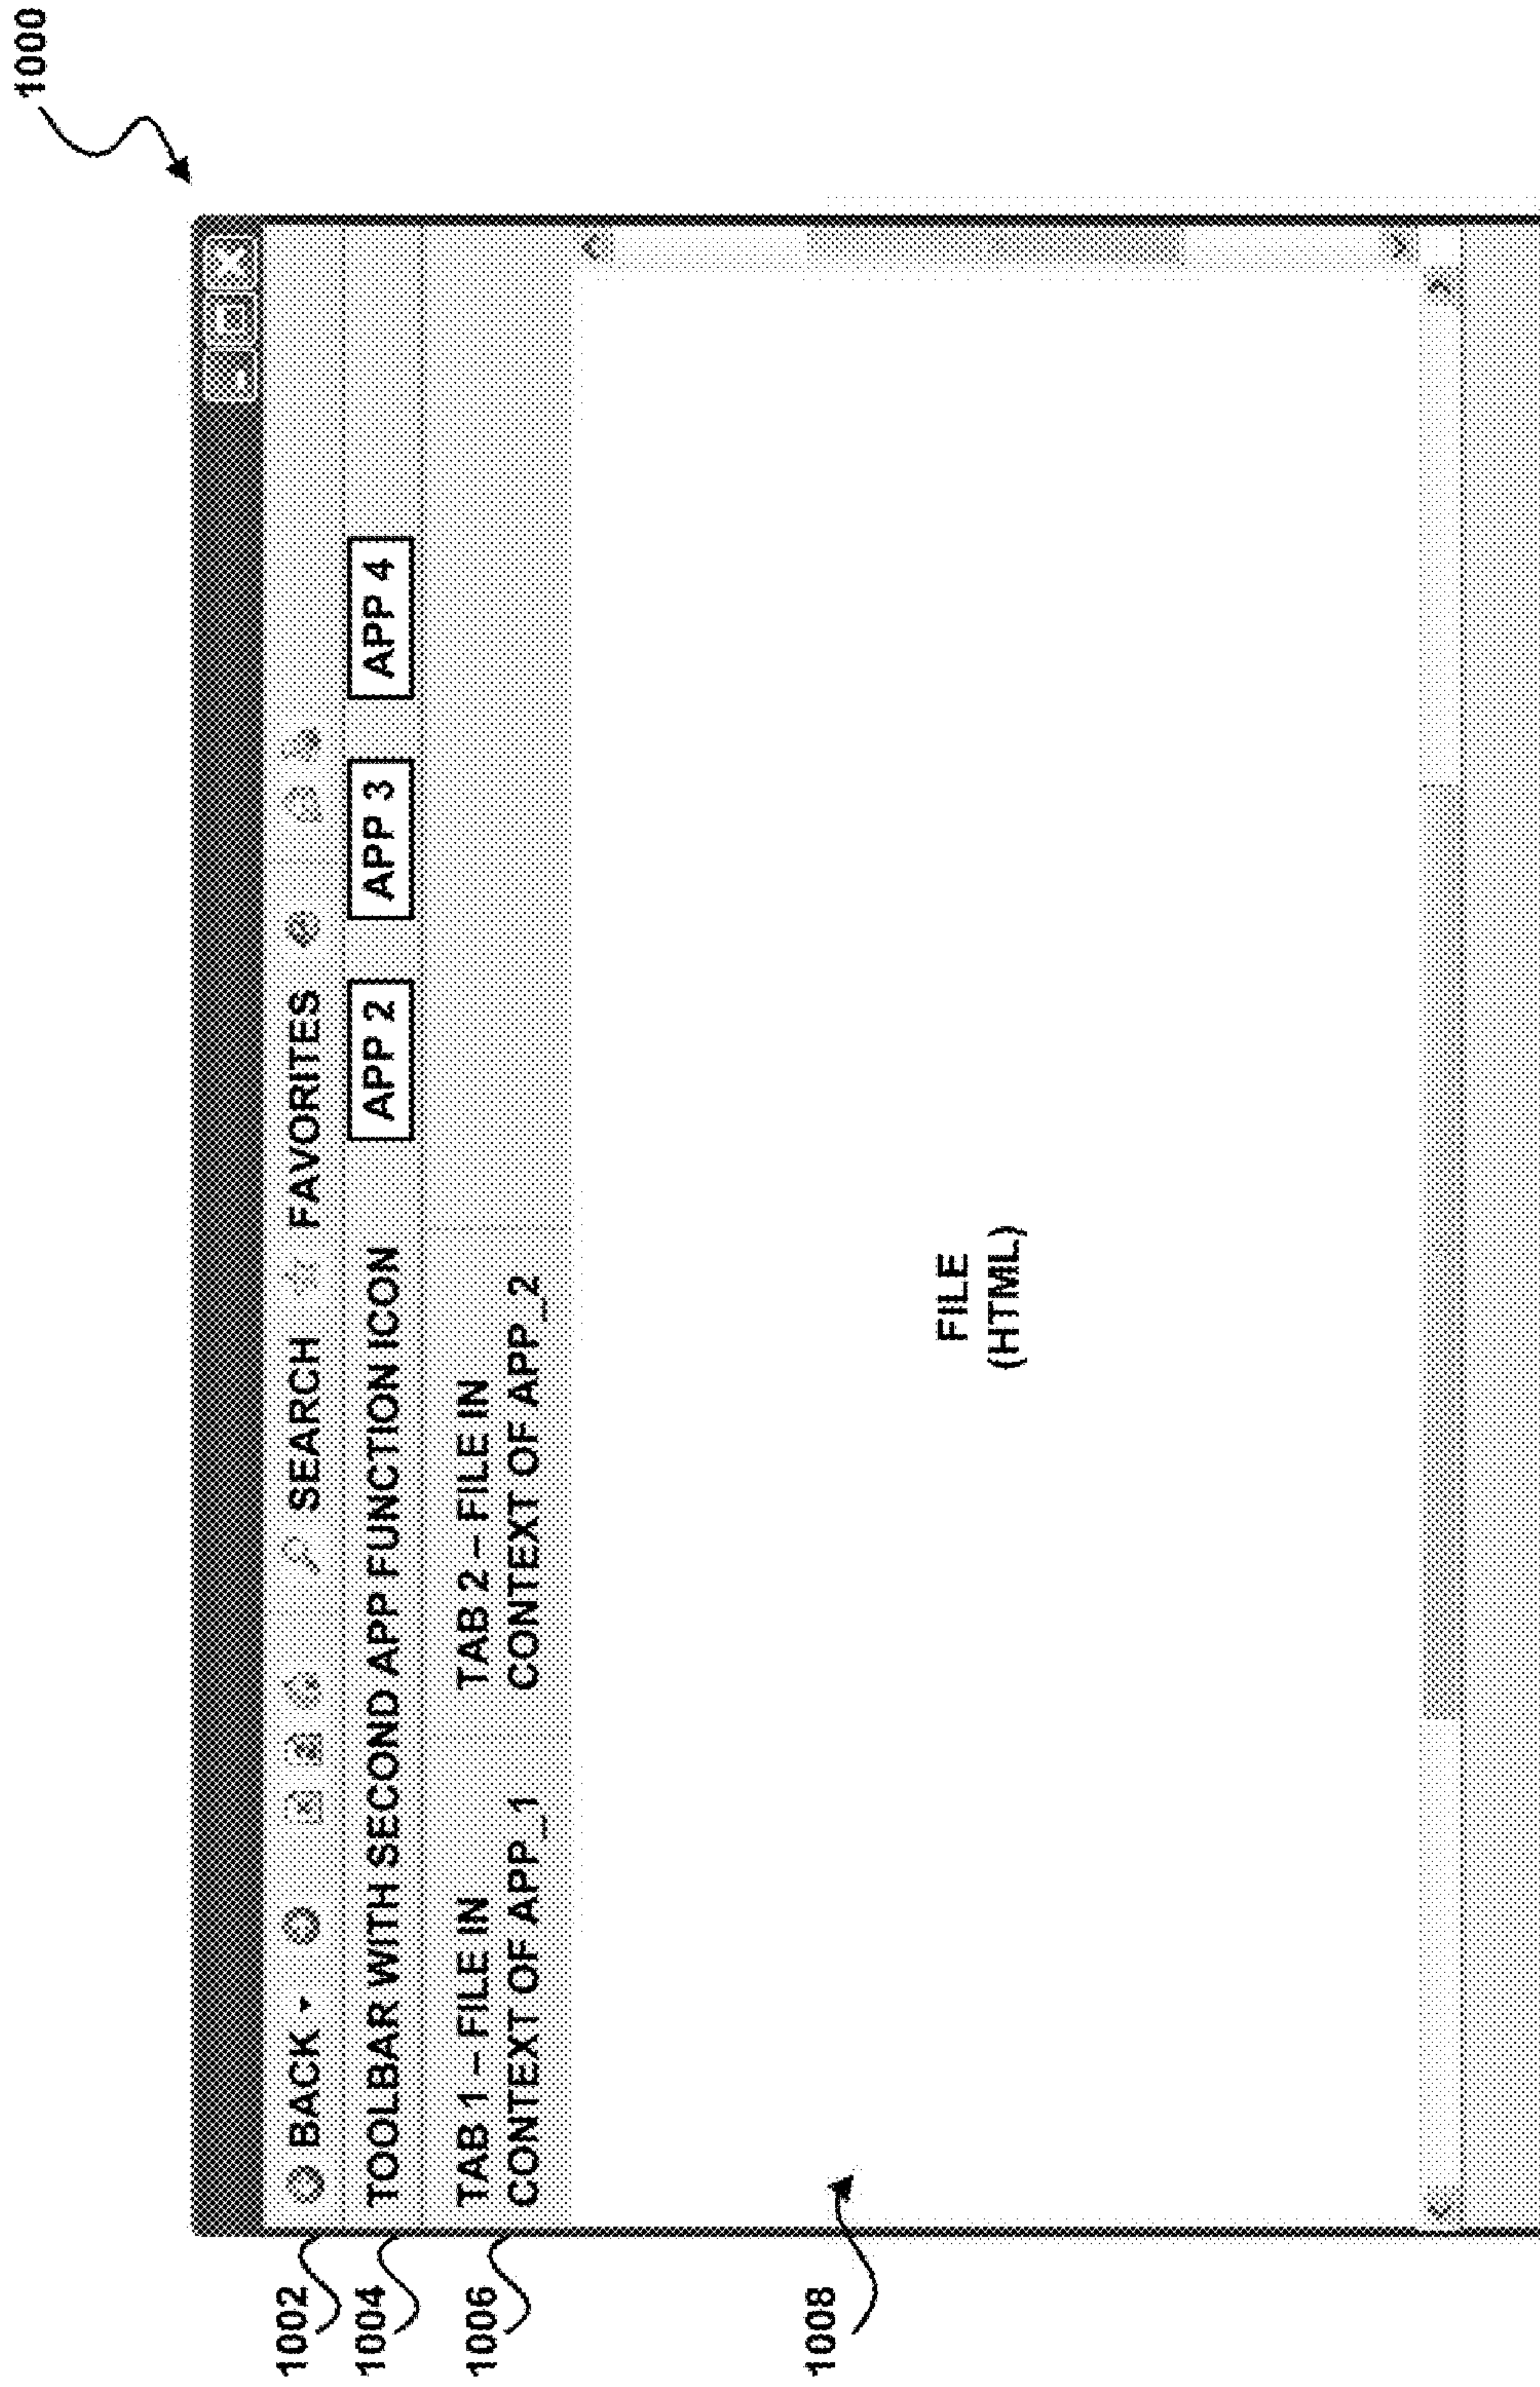 1000
1002
BACK SEARCH FAVORITES
1004
TOOLBAR WITH SECOND APP FUNCTION ICON APP 2 APP 3 APP 4
1006
TAB 1 – FILE IN TAB 2 – FILE IN
CONTEXT OF APP_1 CONTEXT OF APP_2
1008
FILE
(HTML)